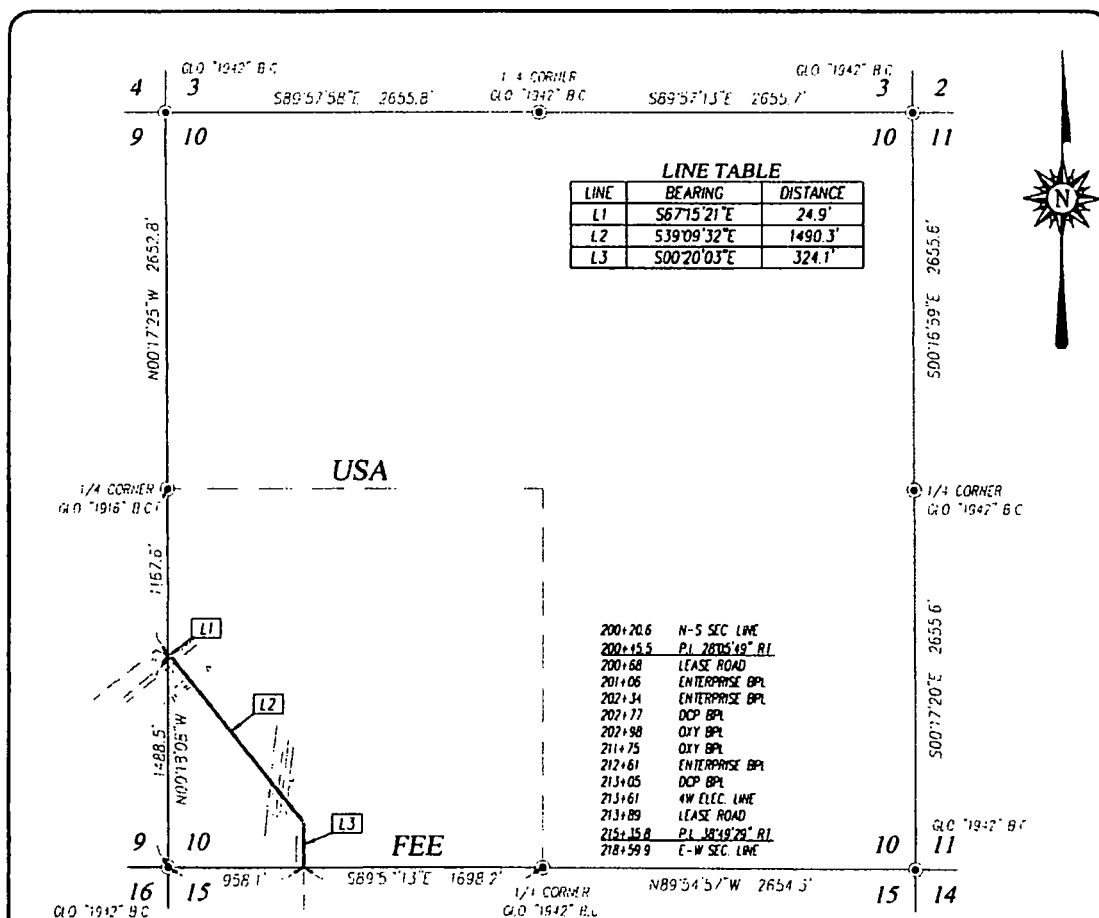 4 3
GLO "1942" B.C
S89°57'58"E 2655.8'
1/4 CORNER
GLO "1942" B.C
S89°57'13"E 2655.7'
GLO "1942" B.C
3 2
9 10
10 11
N
LINE TABLE
LINE BEARING DISTANCE
L1 S67°15'21"E 24.9'
L2 S39°09'32"E 1490.3'
L3 S00°20'03"E 324.1'
N00°17'25"W 2652.8'
S00°16'59"E 2655.6'
USA
1/4 CORNER
GLO "1916" B.C
1/4 CORNER
GLO "1942" B.C
1167.6'
L1
L2
L3
1488.5'
S00°17'20"E 2655.6'
200+20.6 N-S SEC LINE
200+45.5 P.I. 28°05'49" RT
200+68 LEASE ROAD
201+06 ENTERPRISE BPL
202+34 ENTERPRISE BPL
202+77 DCP BPL
202+98 OXY BPL
211+75 OXY BPL
212+61 ENTERPRISE BPL
213+05 DCP BPL
213+61 4W ELEC. LINE
213+89 LEASE ROAD
215+35.8 P.I. 38°49'29" RT
218+59.9 E-W SEC. LINE
9 10
FEE
10 11
GLO "1942" B.C
16 15
958.1'
S89°57'13"E 1698.2'
1/4 CORNER
GLO "1942" B.C
N89°54'57"W 2654.3'
15 14
GLO "1942" B.C